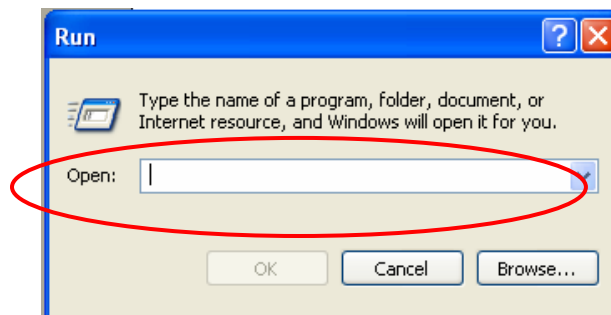 Run
Type the name of a program, folder, document, or
Internet resource, and Windows will open it for you.
Open:
OK
Cancel
Browse...